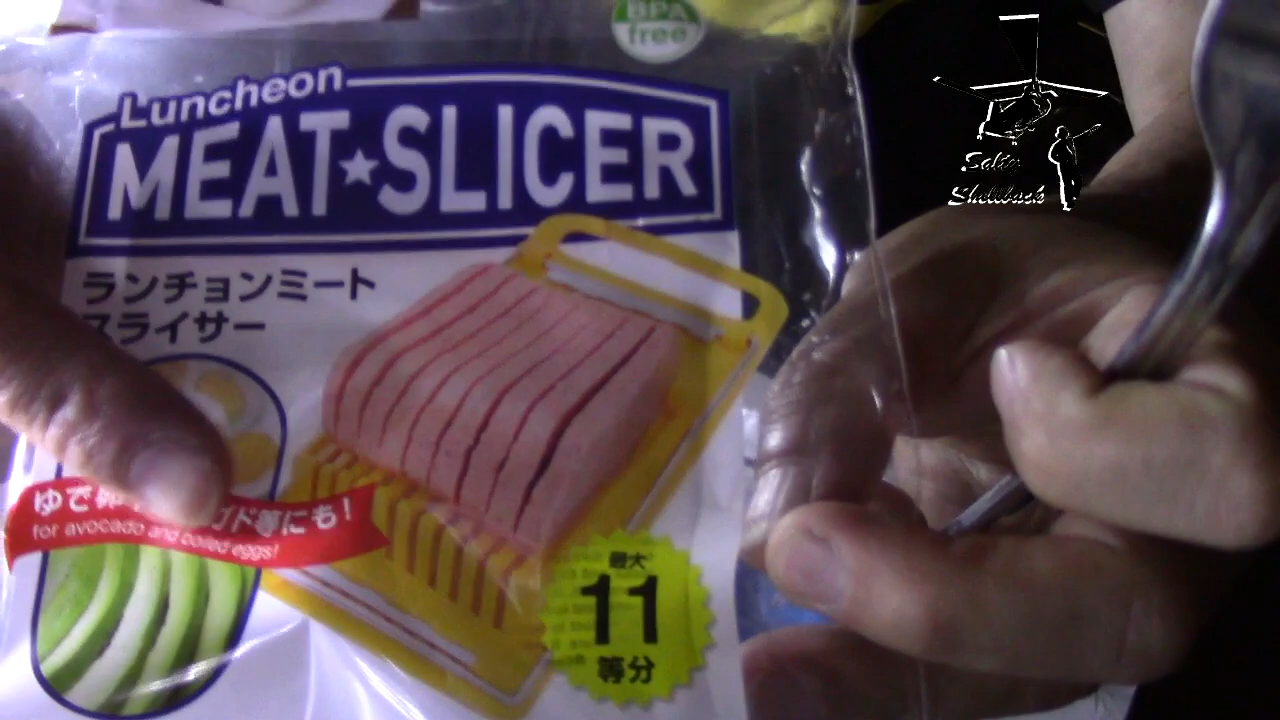 BPA
free
Luncheon
MEAT★SLICER
ランチョンミート
スライサー
ゆで卵 ド等にも!
for avocado and boiled eggs!
最大
11
等分
Salty
Shellback